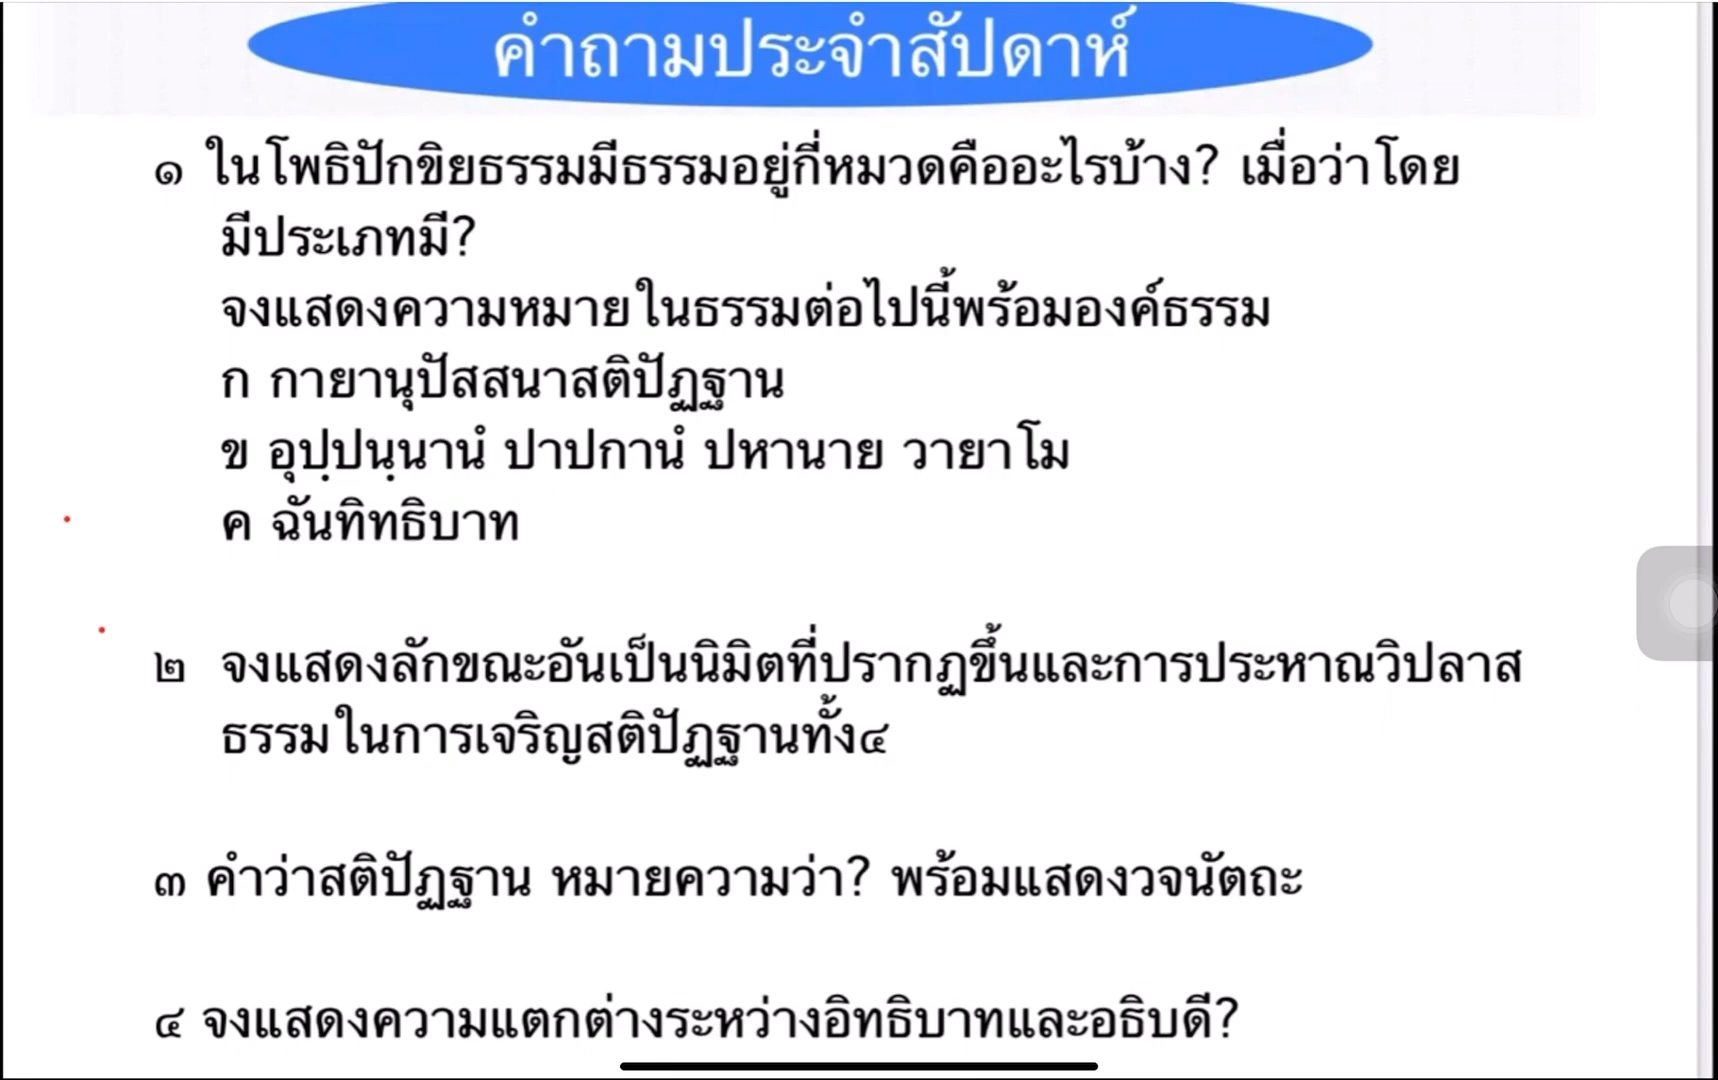 คำถามประจำสัปดาห์
๑ ในโพธิปักขิยธรรมมีธรรมอยู่กี่หมวดคืออะไรบ้าง? เมื่อว่าโดย
มีประเภทมี?
จงแสดงความหมายในธรรมต่อไปนี้พร้อมองค์ธรรม
ก กายานุปัสสนาสติปัฏฐาน
ข อุปฺปนฺนานํ ปาปกานํ ปหานาย วายาโม
ค ฉันทิทธิบาท
๒ จงแสดงลักขณะอันเป็นนิมิตที่ปรากฏขึ้นและการประหาณวิปลาส
ธรรมในการเจริญสติปัฏฐานทั้ง๔
๓ คำว่าสติปัฏฐาน หมายความว่า? พร้อมแสดงวจนัตถะ
๔ จงแสดงความแตกต่างระหว่างอิทธิบาทและอธิบดี?